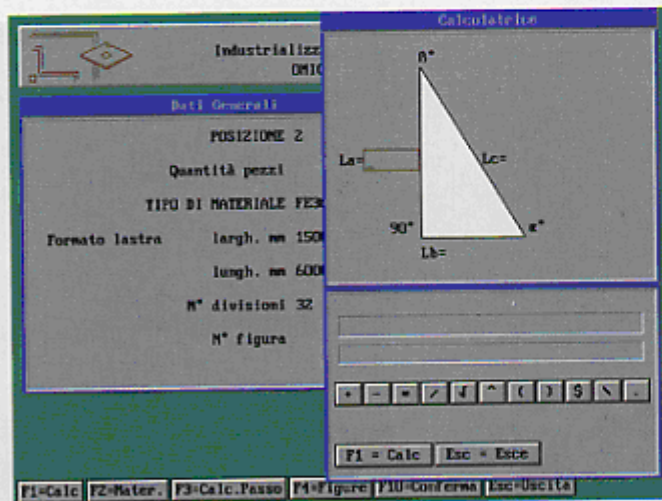 Calcolatrice
Industrializz
OMIC
Dati Generali
POSIZIONE 2
Quantità pezzi
TIPO DI MATERIALE FE3
Formato lastra largh. mm 150
lungh. mm 600
N° divisioni 32
N° figura
ß°
La=
Lc=
90°
α°
Lb=
+ - = / √ ^ ( ) $ \ .
F1 = Calc Esc = Esce
F1=Calc F2=Mater. F3=Calc.Passo F4=Figure F10=Conferma Esc=Uscita